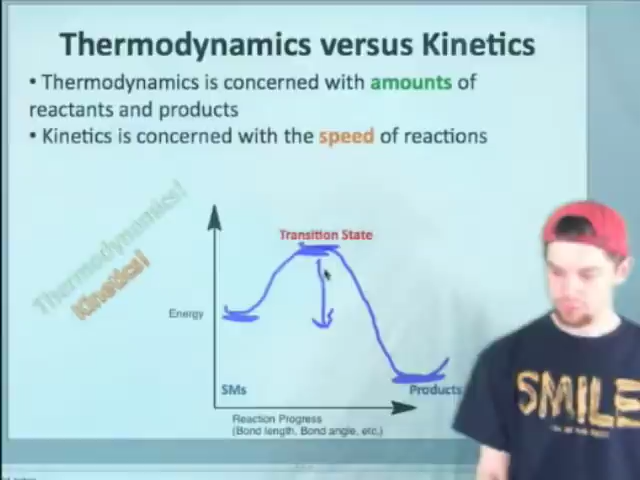 Thermodynamics versus Kinetics
• Thermodynamics is concerned with amounts of
reactants and products
• Kinetics is concerned with the speed of reactions
Thermodynamics!
Kinetics!
Transition State
Energy
SMs
Products
Reaction Progress
(Bond length, Bond angle, etc.)
SMILE